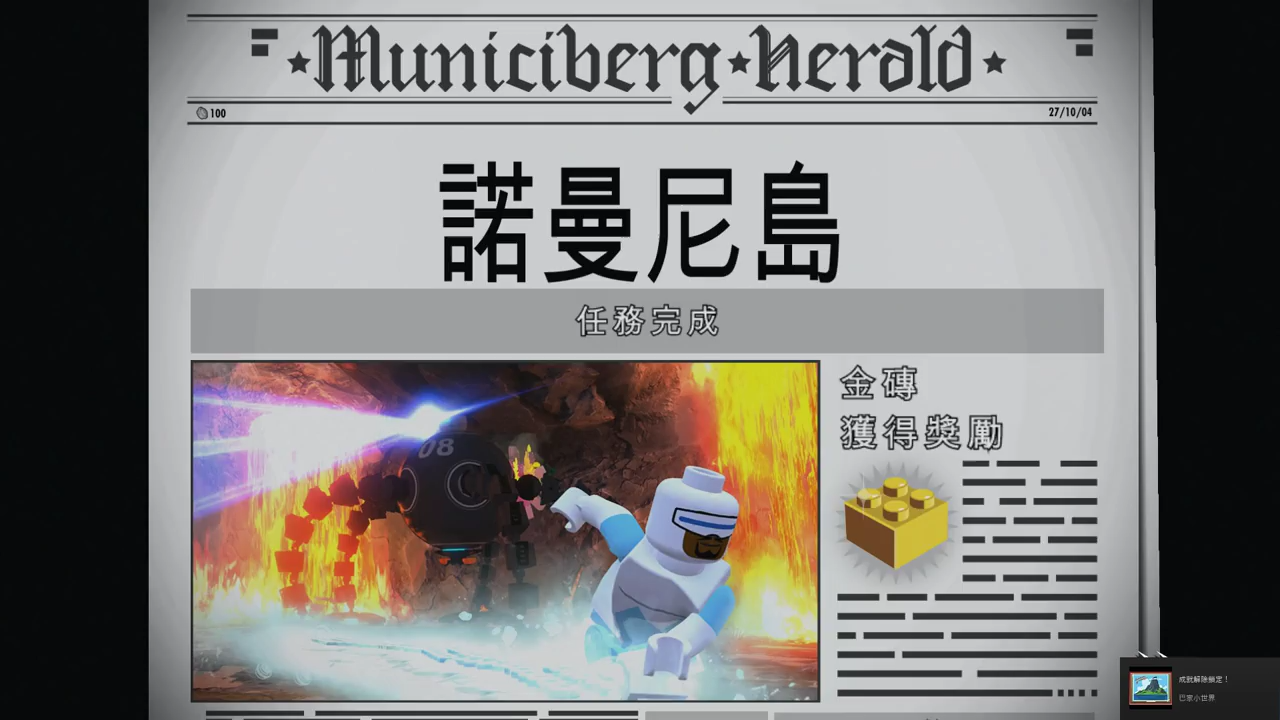 Municiberg Herald
100
27/10/04
諾曼尼島
任務完成
金磚
獲得獎勵
08
成就解除鎖定！
巴家小世界